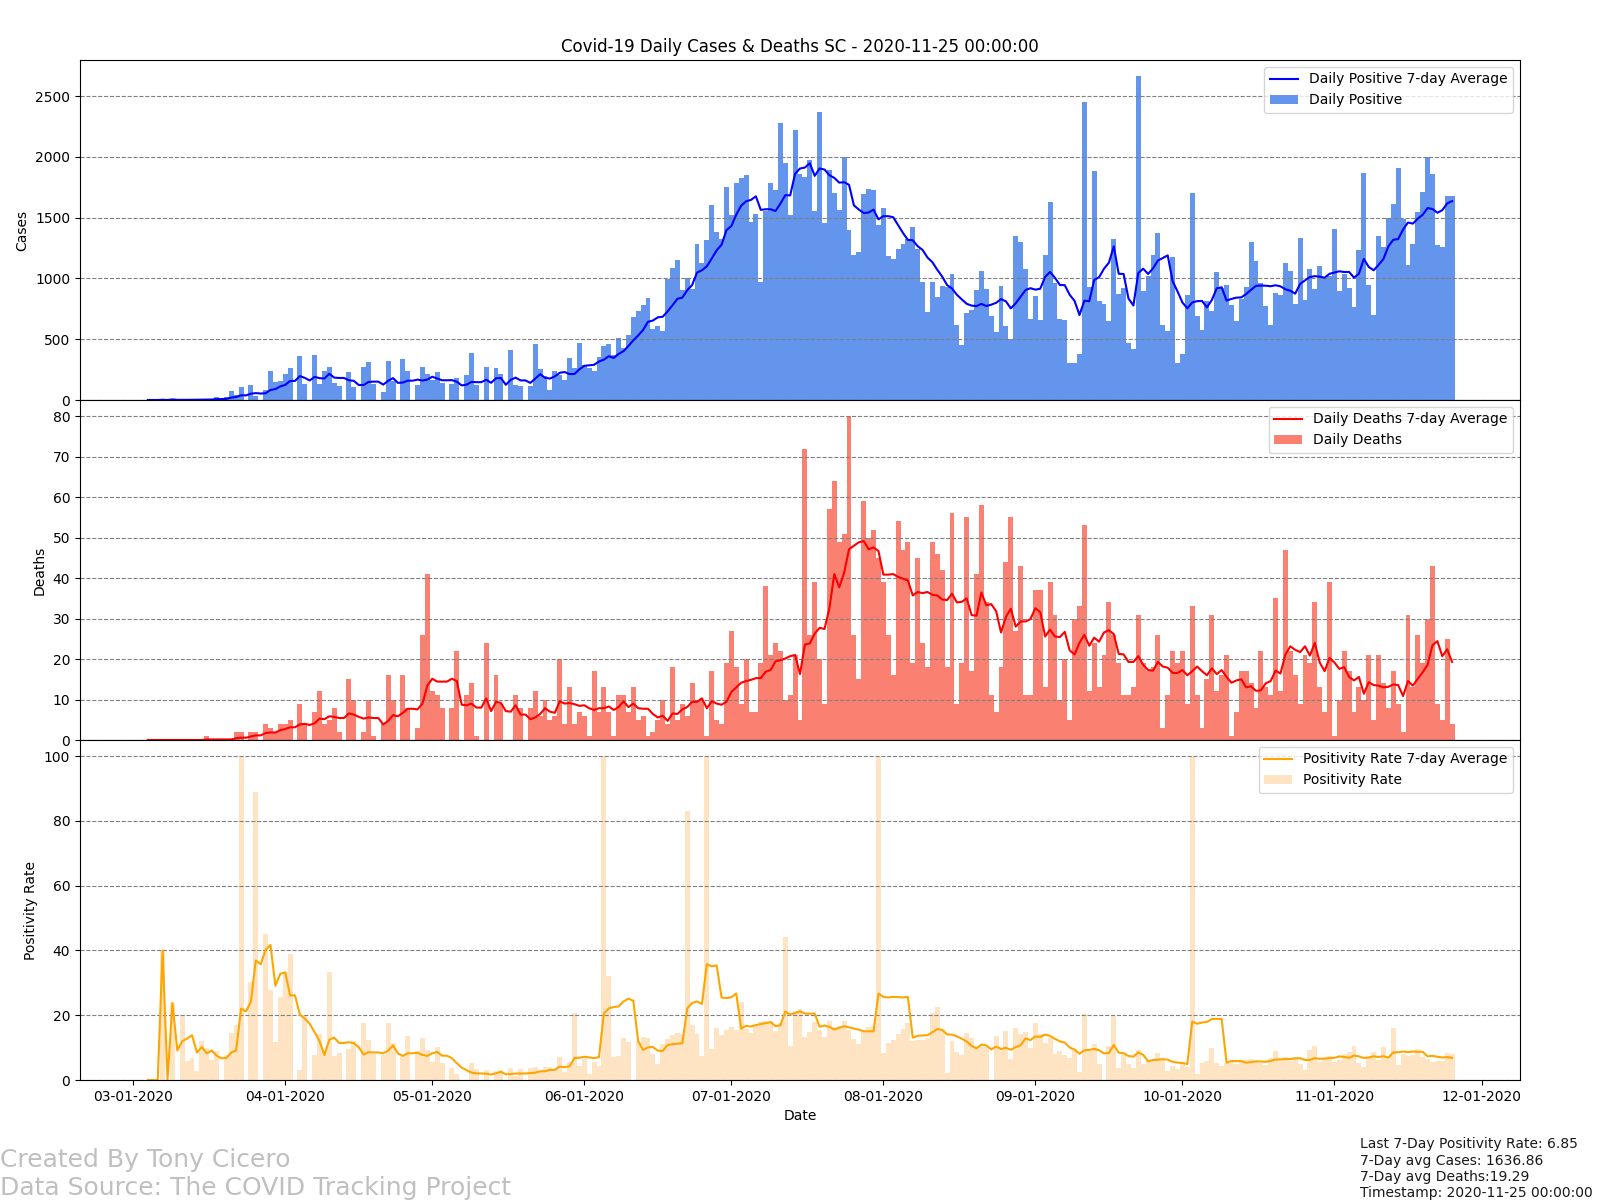 Covid-19 Daily Cases & Deaths SC - 2020-11-25 00:00:00
Cases
2500
2000
1500
1000
500
0
Daily Positive 7-day Average
Daily Positive
Deaths
80
70
60
50
40
30
20
10
0
Daily Deaths 7-day Average
Daily Deaths
Positivity Rate
100
80
60
40
20
0
Positivity Rate 7-day Average
Positivity Rate
03-01-2020 04-01-2020 05-01-2020 06-01-2020 07-01-2020 08-01-2020 09-01-2020 10-01-2020 11-01-2020 12-01-2020
Date
Created By Tony Cicero
Data Source: The COVID Tracking Project
Last 7-Day Positivity Rate: 6.85
7-Day avg Cases: 1636.86
7-Day avg Deaths:19.29
Timestamp: 2020-11-25 00:00:00